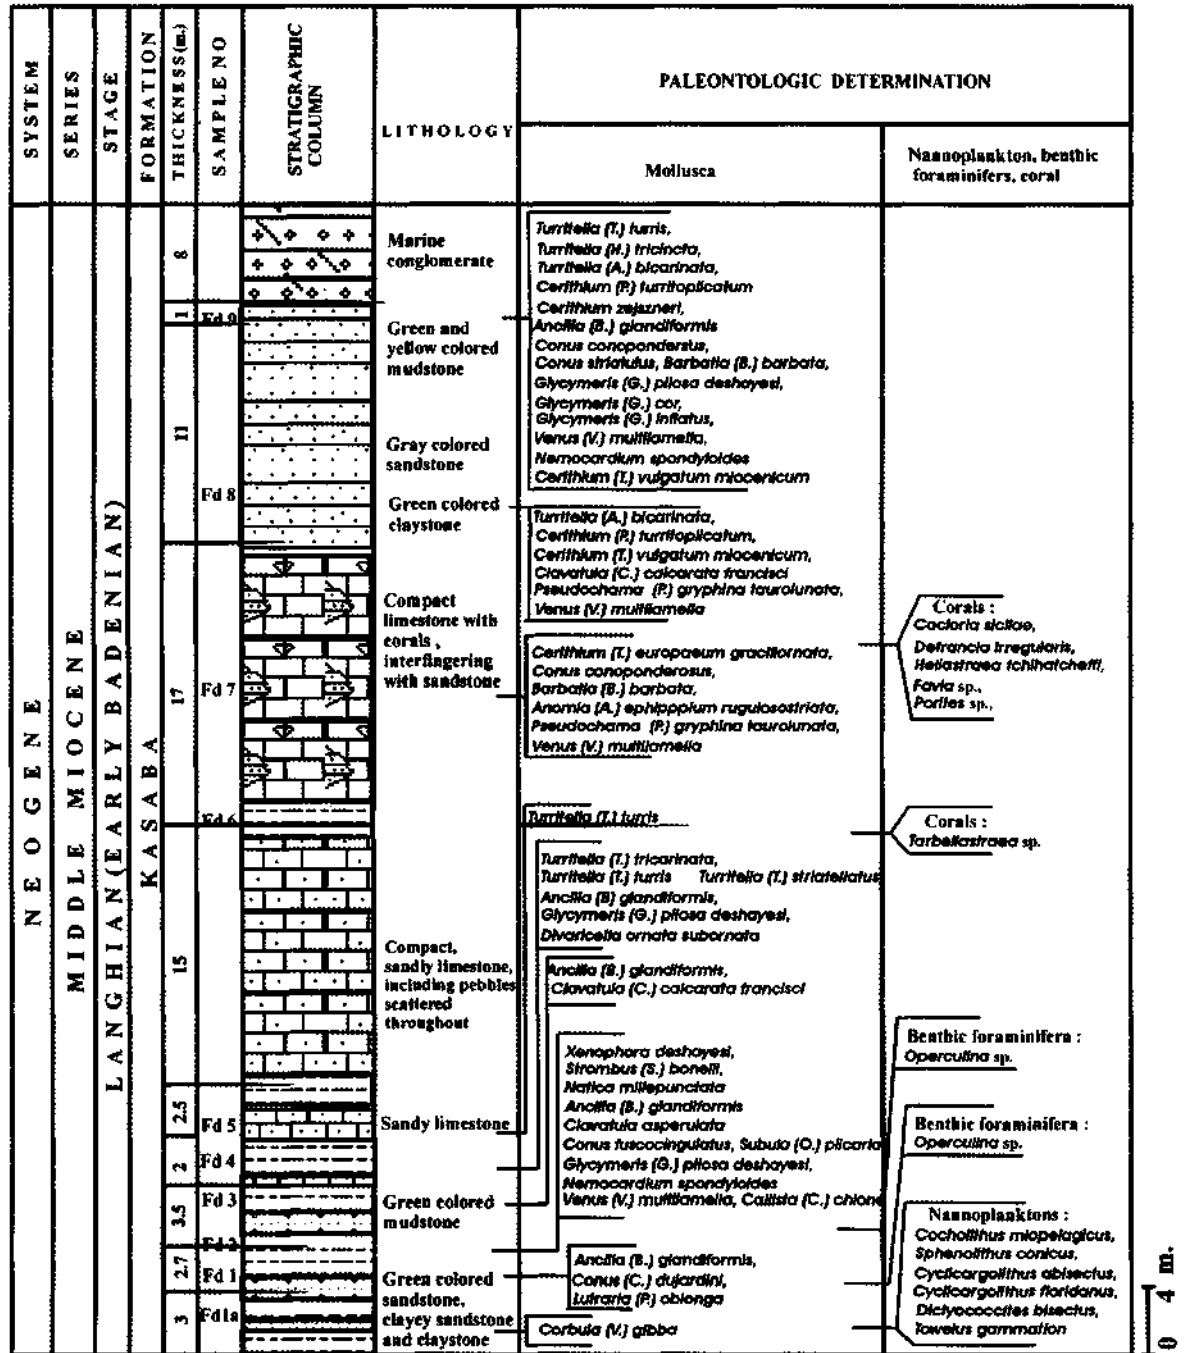 SYSTEM
SERIES
STAGE
FORMATION
THICKNESS(m.)
SAMPLE NO
STRATIGRAPHIC
COLUMN
LITHOLOGY
PALEONTOLOGIC DETERMINATION
Mollusca
Nannoplankton, benthic
foraminifers, coral
NEOGENE
MIDDLE MIOCENE
LANGHIAN (EARLY BADENIAN)
KASABA
8
1
11
17
15
2.5
2
3.5
2.7
3
Fd 9
Fd 8
Fd 7
Fd 6
Fd 5
Fd 4
Fd 3
Fd 2
Fd 1
Fd1a
Marine
conglomerate
Green and
yellow colored
mudstone
Gray colored
sandstone
Green colored
claystone
Compact
limestone with
corals ,
interfingering
with sandstone
Compact,
sandly limestone,
including pebbles
scattered
throughout
Sandy limestone
Green colored
mudstone
Green colored
sandstone,
clayey sandstone
and claystone
Turritella (T.) turris,
Turritella (H.) tricincta,
Turritella (A.) bicarinata,
Cerithium (P.) turritoplicatum
Cerithium zejszneri,
Ancilla (B.) glandiformis
Conus conopondersus,
Conus striatulus, Barbatia (B.) barbata,
Glycymeris (G.) pilosa deshayesi,
Glycymeris (G.) cor,
Glycymeris (G.) inflatus,
Venus (V.) multilamella,
Nemocardium spondyloides
Cerithium (T.) vulgatum miocenicum
Turritella (A.) bicarinata,
Cerithium (P.) turritoplicatum,
Cerithium (T.) vulgatum miocenicum,
Clavatula (C.) calcarata francisci
Pseudochama (P.) gryphina taurolunata,
Venus (V.) multilamella
Cerithium (T.) europaeum graciliornata,
Conus conoponderosus,
Barbatia (B.) barbata,
Anomia (A.) ephippium rugulosostriata,
Pseudochama (P.) gryphina taurolunata,
Venus (V.) multilamella
Turritella (T.) turris
Turritella (T.) tricarinata,
Turritella (T.) turris Turritella (T.) striatellatus
Ancilla (B) glandiformis,
Glycymeris (G.) pilosa deshayesi,
Divaricella ornata subornata
Ancilla (B.) glandiformis,
Clavatula (C.) calcarata francisci
Xenophora deshayesi,
Strombus (S.) bonelli,
Natica millepunctata
Ancilla (B.) glandiformis
Clavatula asperulata
Conus fuscocingulatus, Subula (O.) plicaria
Glycymeris (G.) pilosa deshayesi,
Nemocardium spondyloides
Venus (V.) multilamella, Callista (C.) chione
Ancilla (B.) glandiformis,
Conus (C.) dujardini,
Lutraria (P.) oblonga
Corbula (V.) gibba
Corals :
Cacloria sicilae,
Defrancia irregularis,
Heliastraea tchihatcheffi,
Favia sp.,
Porites sp.,
Corals :
Tarbellastraea sp.
Benthic foraminifera :
Operculina sp.
Benthic foraminifera :
Operculina sp.
Nannoplanktons :
Cocholithus miopelagicus,
Sphenolithus conicus,
Cyclicargolithus abisectus,
Cyclicargolithus floridanus,
Dictyococcites bisectus,
Towelus gammation
0 4 m.